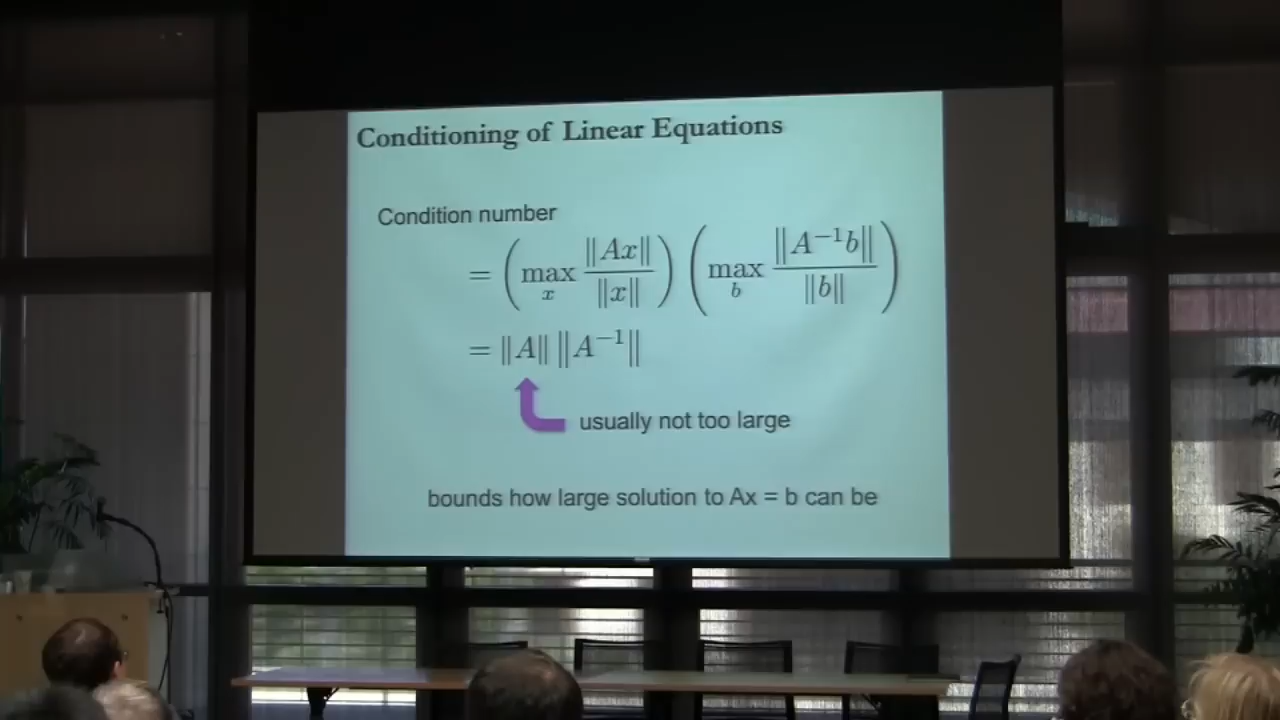 Conditioning of Linear Equations
Condition number
= ( max_x ‖Ax‖ / ‖x‖ ) ( max_b ‖A⁻¹b‖ / ‖b‖ )
= ‖A‖ ‖A⁻¹‖
usually not too large
bounds how large solution to Ax = b can be